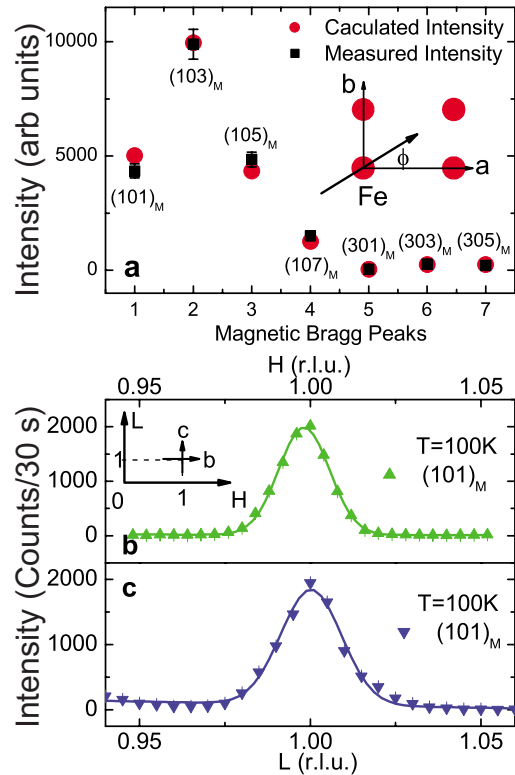 Caculated Intensity
Measured Intensity
Intensity (arb units)
10000
5000
0
(101)M
(103)M
(105)M
(107)M
(301)M
(303)M
(305)M
b
ϕ
a
Fe
a
1 2 3 4 5 6 7
Magnetic Bragg Peaks
H (r.l.u.)
0.95 1.00 1.05
Intensity (Counts/30 s)
2000
1000
0
L
c
1
b
0 1 H
T=100K
(101)M
b
c
2000
1000
0
T=100K
(101)M
0.95 1.00 1.05
L (r.l.u.)